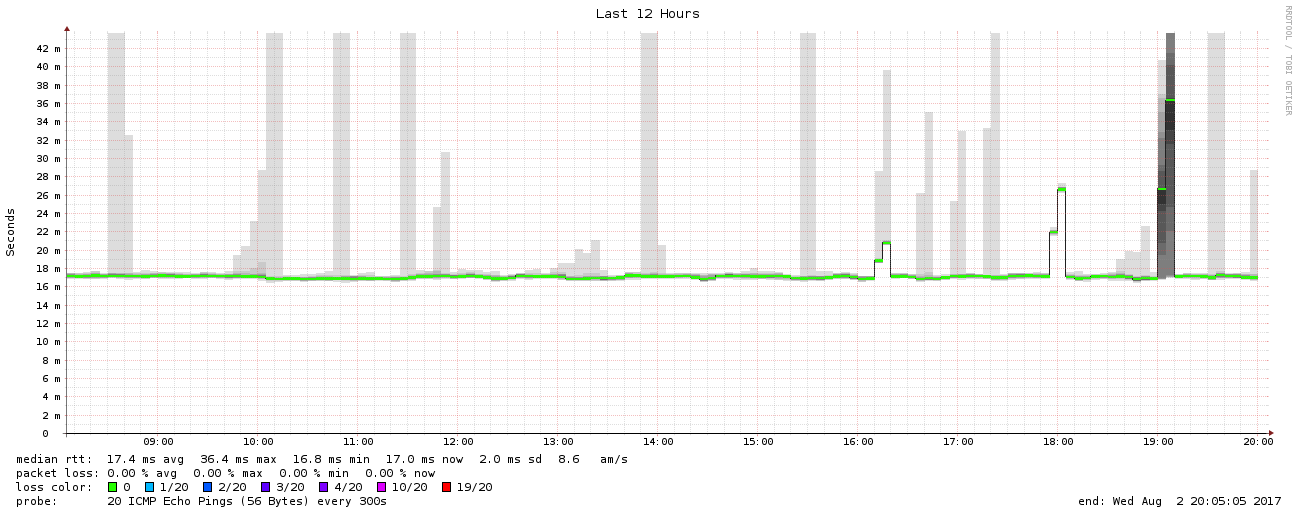 Last 12 Hours
RRDTOOL / TOBI OETIKER
Seconds
42 m
40 m
38 m
36 m
34 m
32 m
30 m
28 m
26 m
24 m
22 m
20 m
18 m
16 m
14 m
12 m
10 m
8 m
6 m
4 m
2 m
0
09:00 10:00 11:00 12:00 13:00 14:00 15:00 16:00 17:00 18:00 19:00 20:00
median rtt: 17.4 ms avg 36.4 ms max 16.8 ms min 17.0 ms now 2.0 ms sd 8.6 am/s
packet loss: 0.00 % avg 0.00 % max 0.00 % min 0.00 % now
loss color: 0 1/20 2/20 3/20 4/20 10/20 19/20
probe: 20 ICMP Echo Pings (56 Bytes) every 300s end: Wed Aug 2 20:05:05 2017